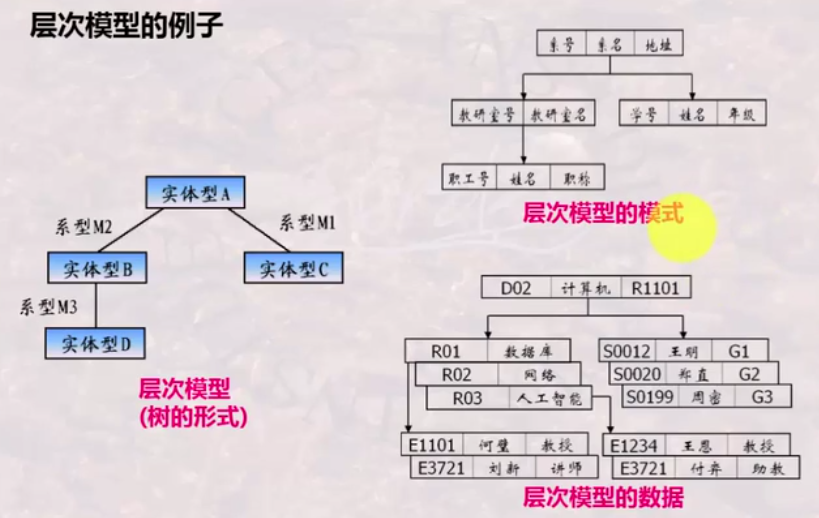 层次模型的例子
系号 系名 地址
教研室号 教研室名
学号 姓名 年级
职工号 姓名 职称
层次模型的模式
实体型A
系型M2
系型M1
实体型B
实体型C
系型M3
实体型D
层次模型
(树的形式)
D02 计算机 R1101
R01 数据库
R02 网络
R03 人工智能
S0012 王明 G1
S0020 郑直 G2
S0199 周密 G3
E1101 河璧 教授
E3721 刘新 讲师
E1234 王恩 教授
E3721 付弃 助教
层次模型的数据